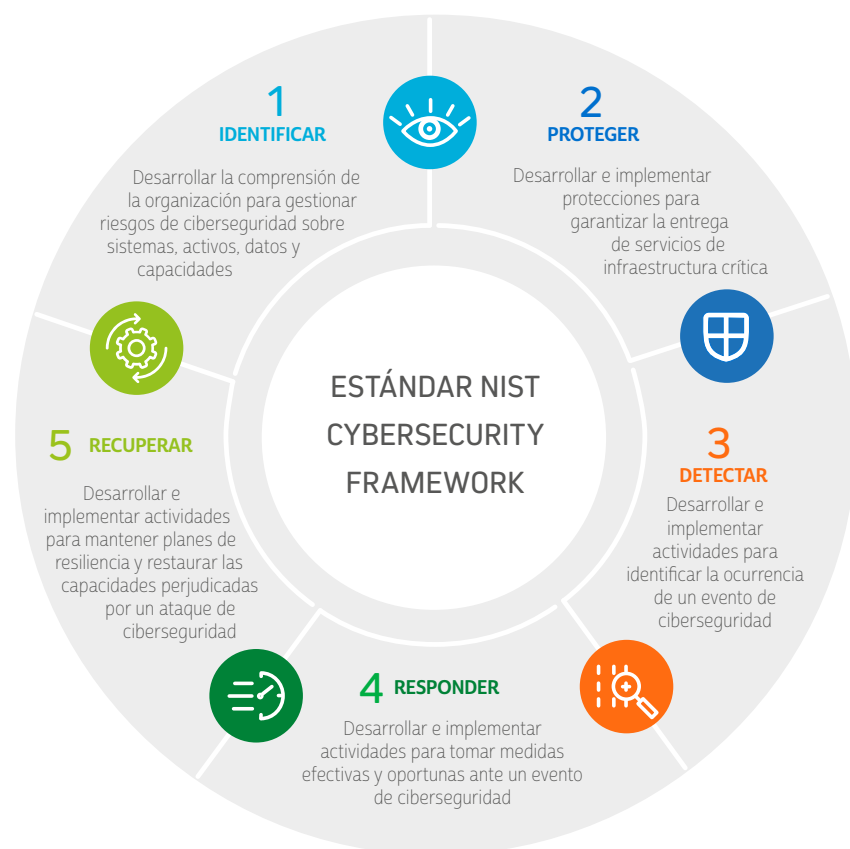 1
IDENTIFICAR
Desarrollar la comprensión de
la organización para gestionar
riesgos de ciberseguridad sobre
sistemas, activos, datos y
capacidades
2
PROTEGER
Desarrollar e implementar
protecciones para
garantizar la entrega
de servicios de
infraestructura crítica
ESTÁNDAR NIST
CYBERSECURITY
FRAMEWORK
3
DETECTAR
Desarrollar e
implementar
actividades para
identificar la ocurrencia
de un evento de
ciberseguridad
4 RESPONDER
Desarrollar e implementar
actividades para tomar medidas
efectivas y oportunas ante un evento
de ciberseguridad
5 RECUPERAR
Desarrollar e
implementar actividades
para mantener planes de
resiliencia y restaurar las
capacidades perjudicadas
por un ataque de
ciberseguridad